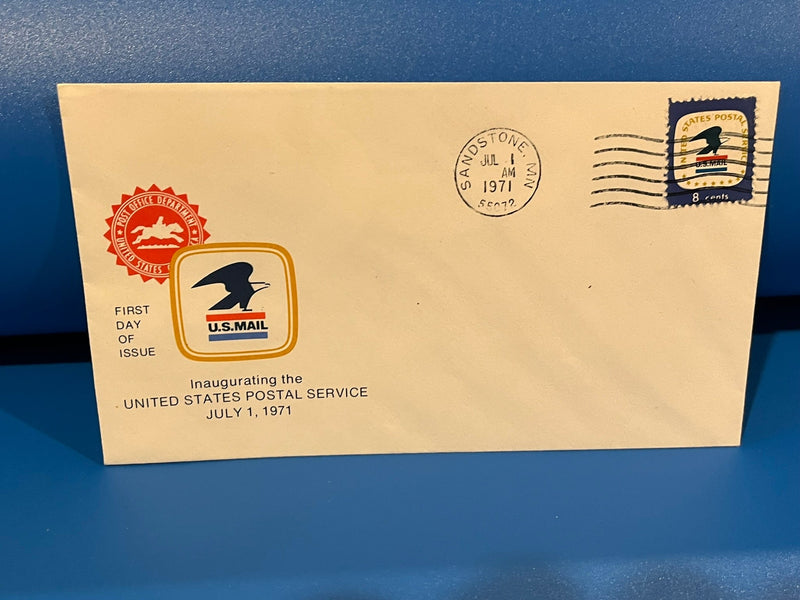 SANDSTONE, MN
JUL 1
AM
1971
55072
UNITED STATES POSTAL SERVICE
U.S.MAIL
8 cents
POST OFFICE DEPARTMENT
UNITED STATES
U.S.MAIL
FIRST
DAY
OF
ISSUE
Inaugurating the
UNITED STATES POSTAL SERVICE
JULY 1, 1971